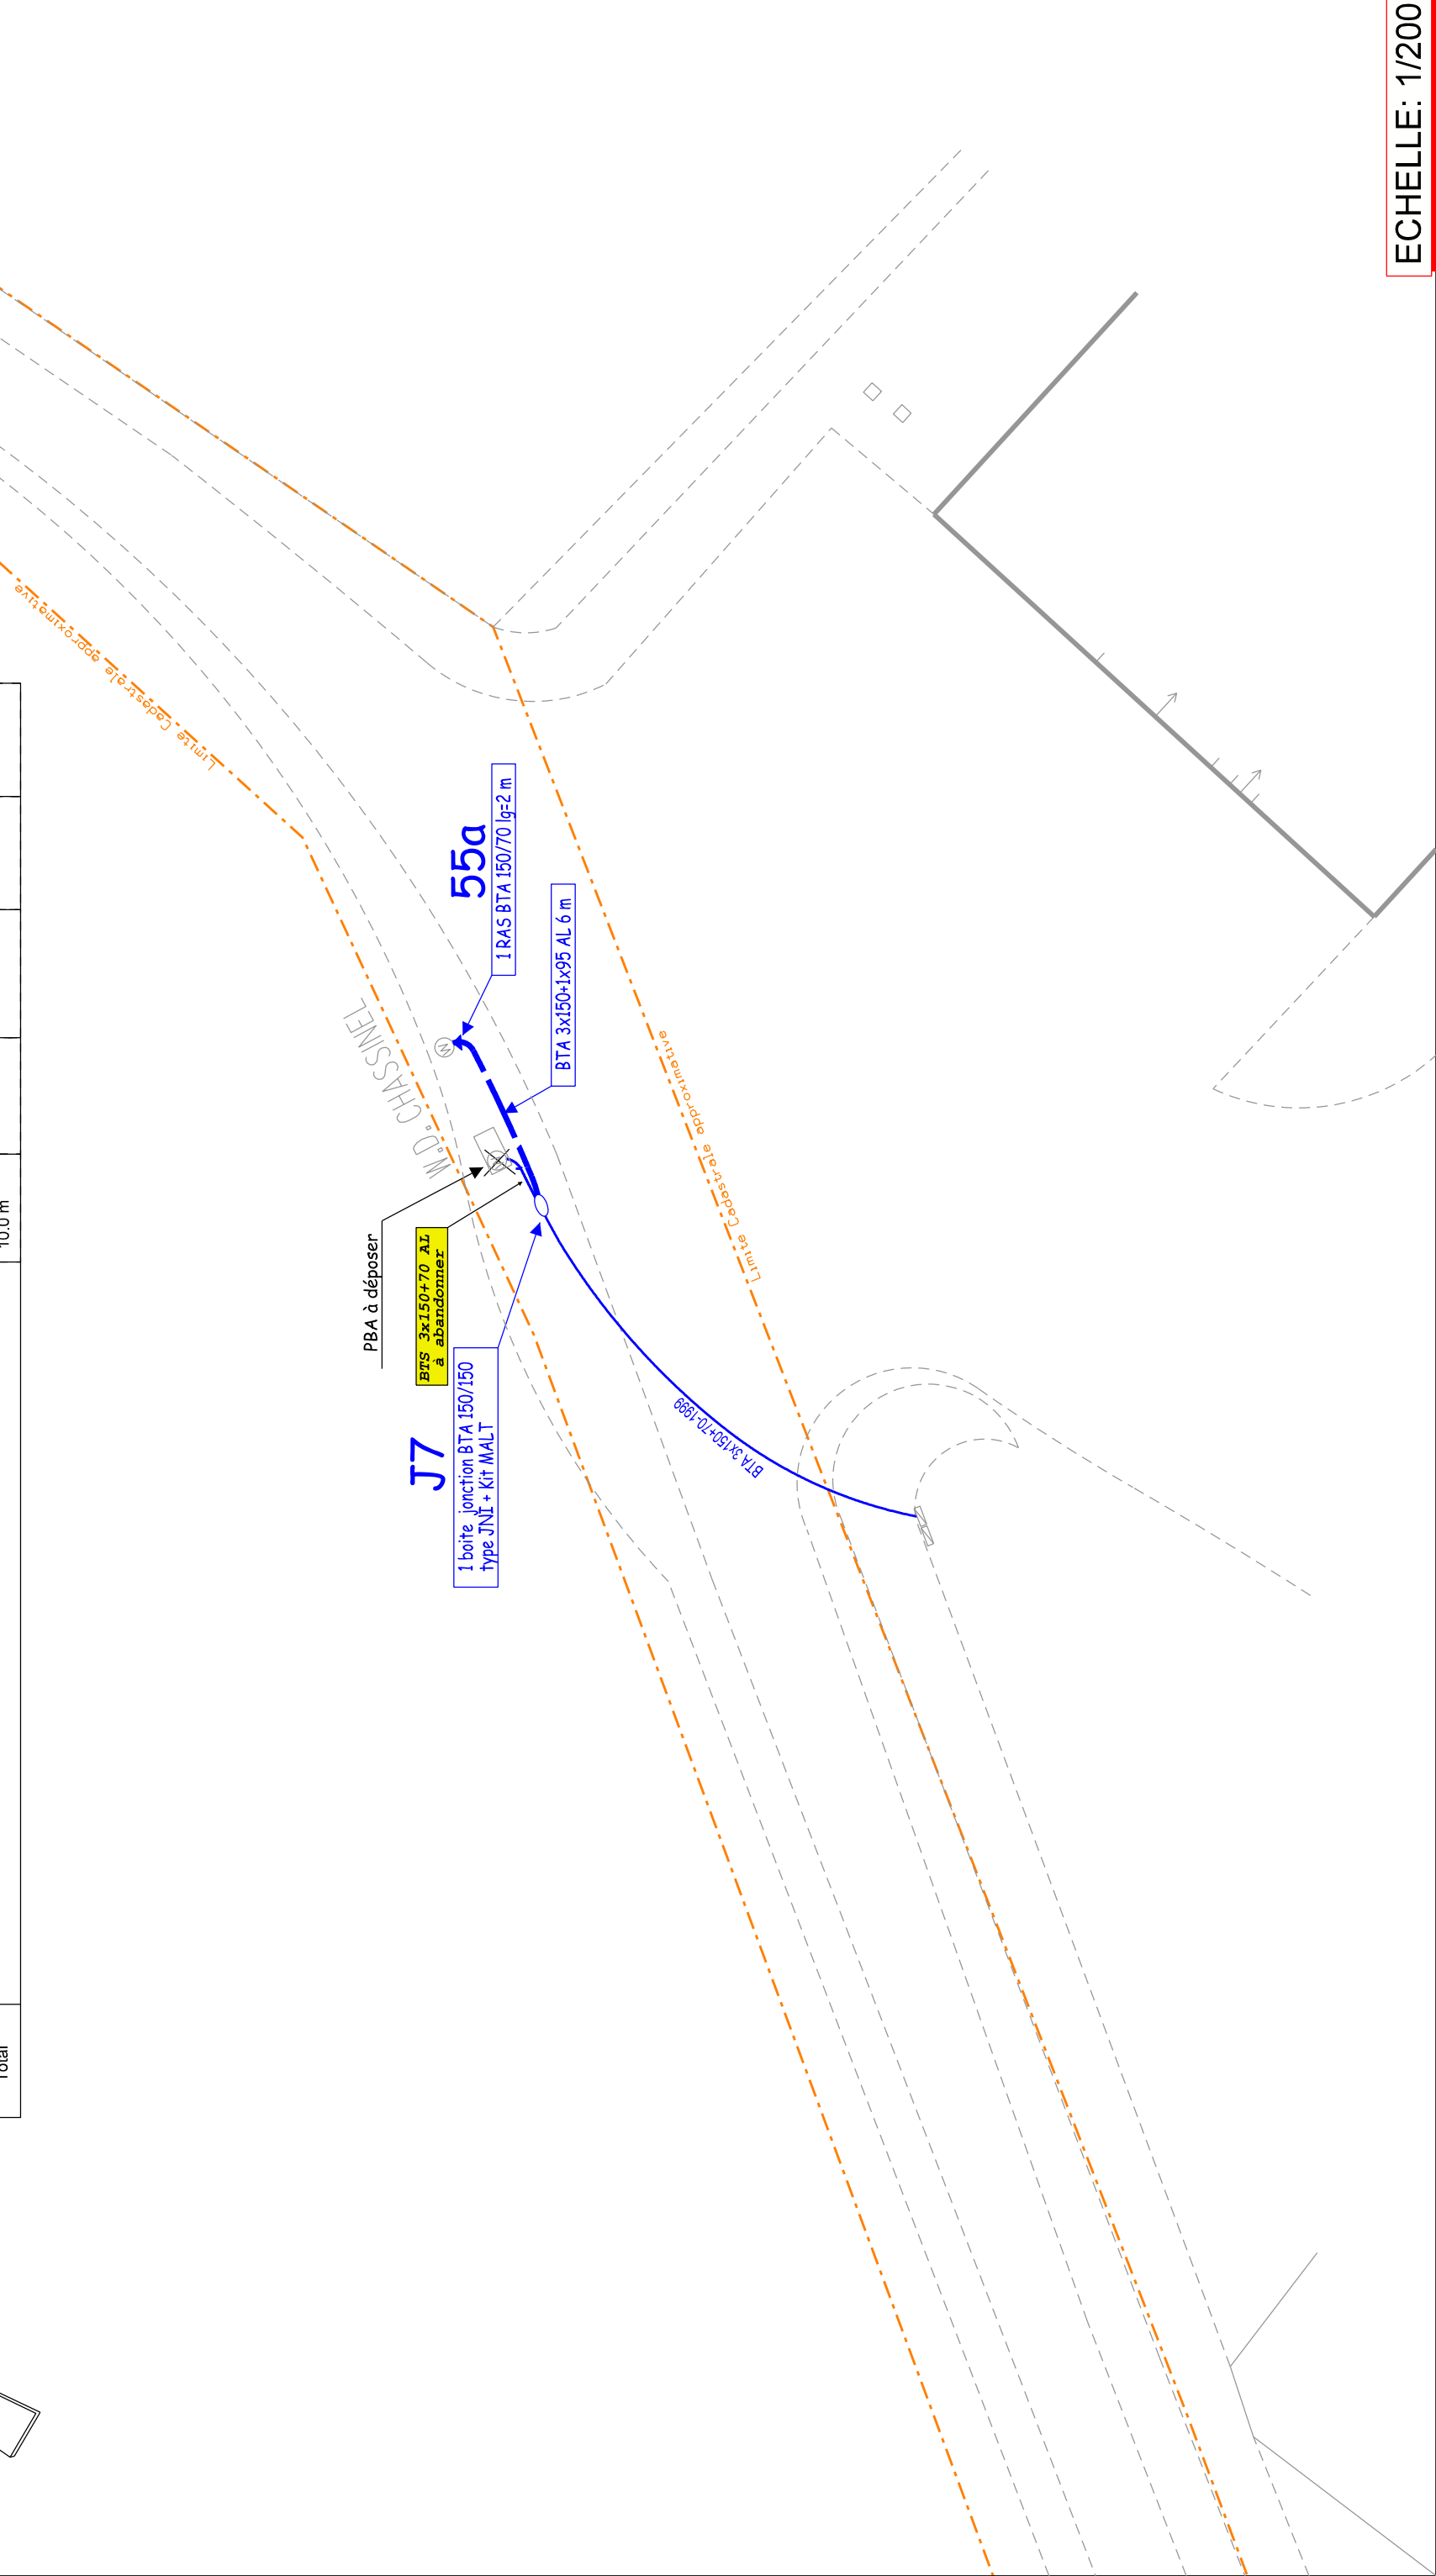 ECHELLE: 1/200
Limite Cadastrale approximative
10.0 m
Total
W.D. CHASSINEL
55a
1 RAS BTA 150/70 lg=2 m
BTA 3x150+1x95 AL 6 m
PBA à déposer
BTS 3x150+70 AL
à abandonner
J7
1 boite jonction BTA 150/150
type JNI + Kit MALT
Limite Cadastrale approximative
BTA 3x150+70-1999
M